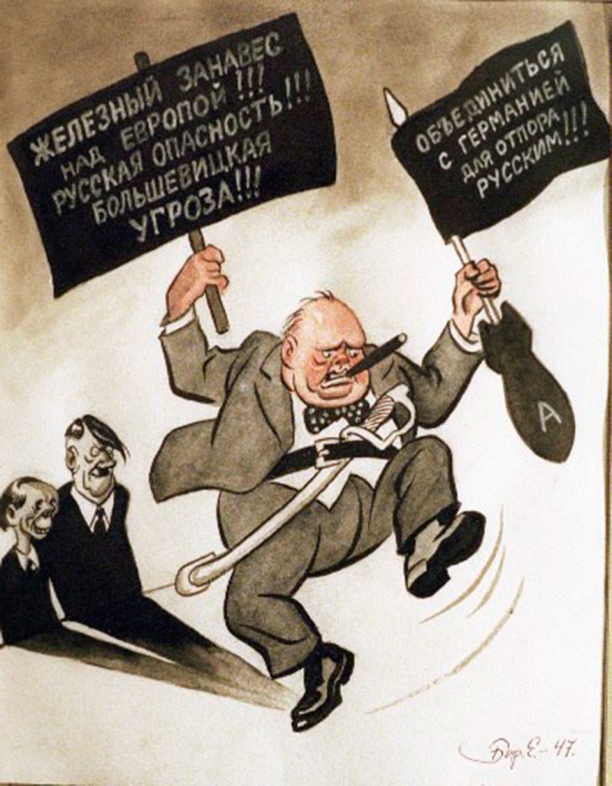 ЖЕЛЕЗНЫЙ ЗАНАВЕС
НАД ЕВРОПОЙ!!!
РУССКАЯ ОПАСНОСТЬ!!!
БОЛЬШЕВИЦКАЯ
УГРОЗА!!!
ОБЪЕДИНИТЬСЯ
С ГЕРМАНИЕЙ
ДЛЯ ОТПОРА
РУССКИМ!!!
А
Бор. Е.-47.